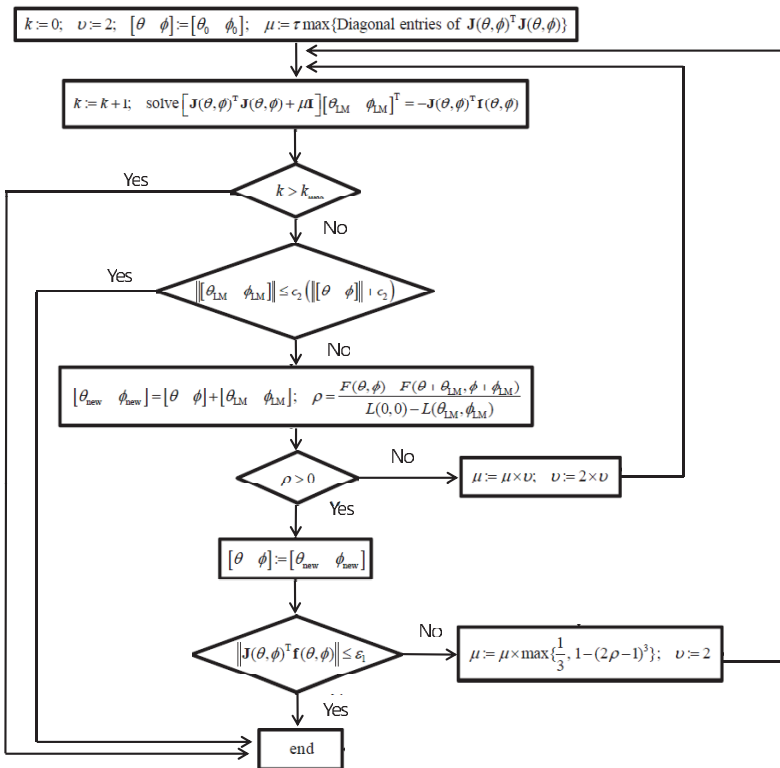 k:=0; υ:=2; [θ ϕ]:=[θ₀ ϕ₀]; μ:=τ max{Diagonal entries of J(θ,ϕ)ᵀJ(θ,ϕ)}
k:=k+1; solve[J(θ,ϕ)ᵀJ(θ,ϕ)+μI][θ_LM ϕ_LM]ᵀ=−J(θ,ϕ)ᵀf(θ,ϕ)
Yes
k>k
No
Yes
‖[θ_LM ϕ_LM]‖≤ϵ₂(‖[θ ϕ]‖+ϵ₂)
No
[θ_new ϕ_new]=[θ ϕ]+[θ_LM ϕ_LM]; ρ=(F(θ,ϕ) F(θ+θ_LM,ϕ+ϕ_LM))/(L(0,0)−L(θ_LM,ϕ_LM))
ρ>0
No
μ:=μ×υ; υ:=2×υ
Yes
[θ ϕ]:=[θ_new ϕ_new]
‖J(θ,ϕ)ᵀf(θ,ϕ)‖≤ε₁
No
μ:=μ×max{1/3,1−(2ρ−1)³}; υ:=2
Yes
end